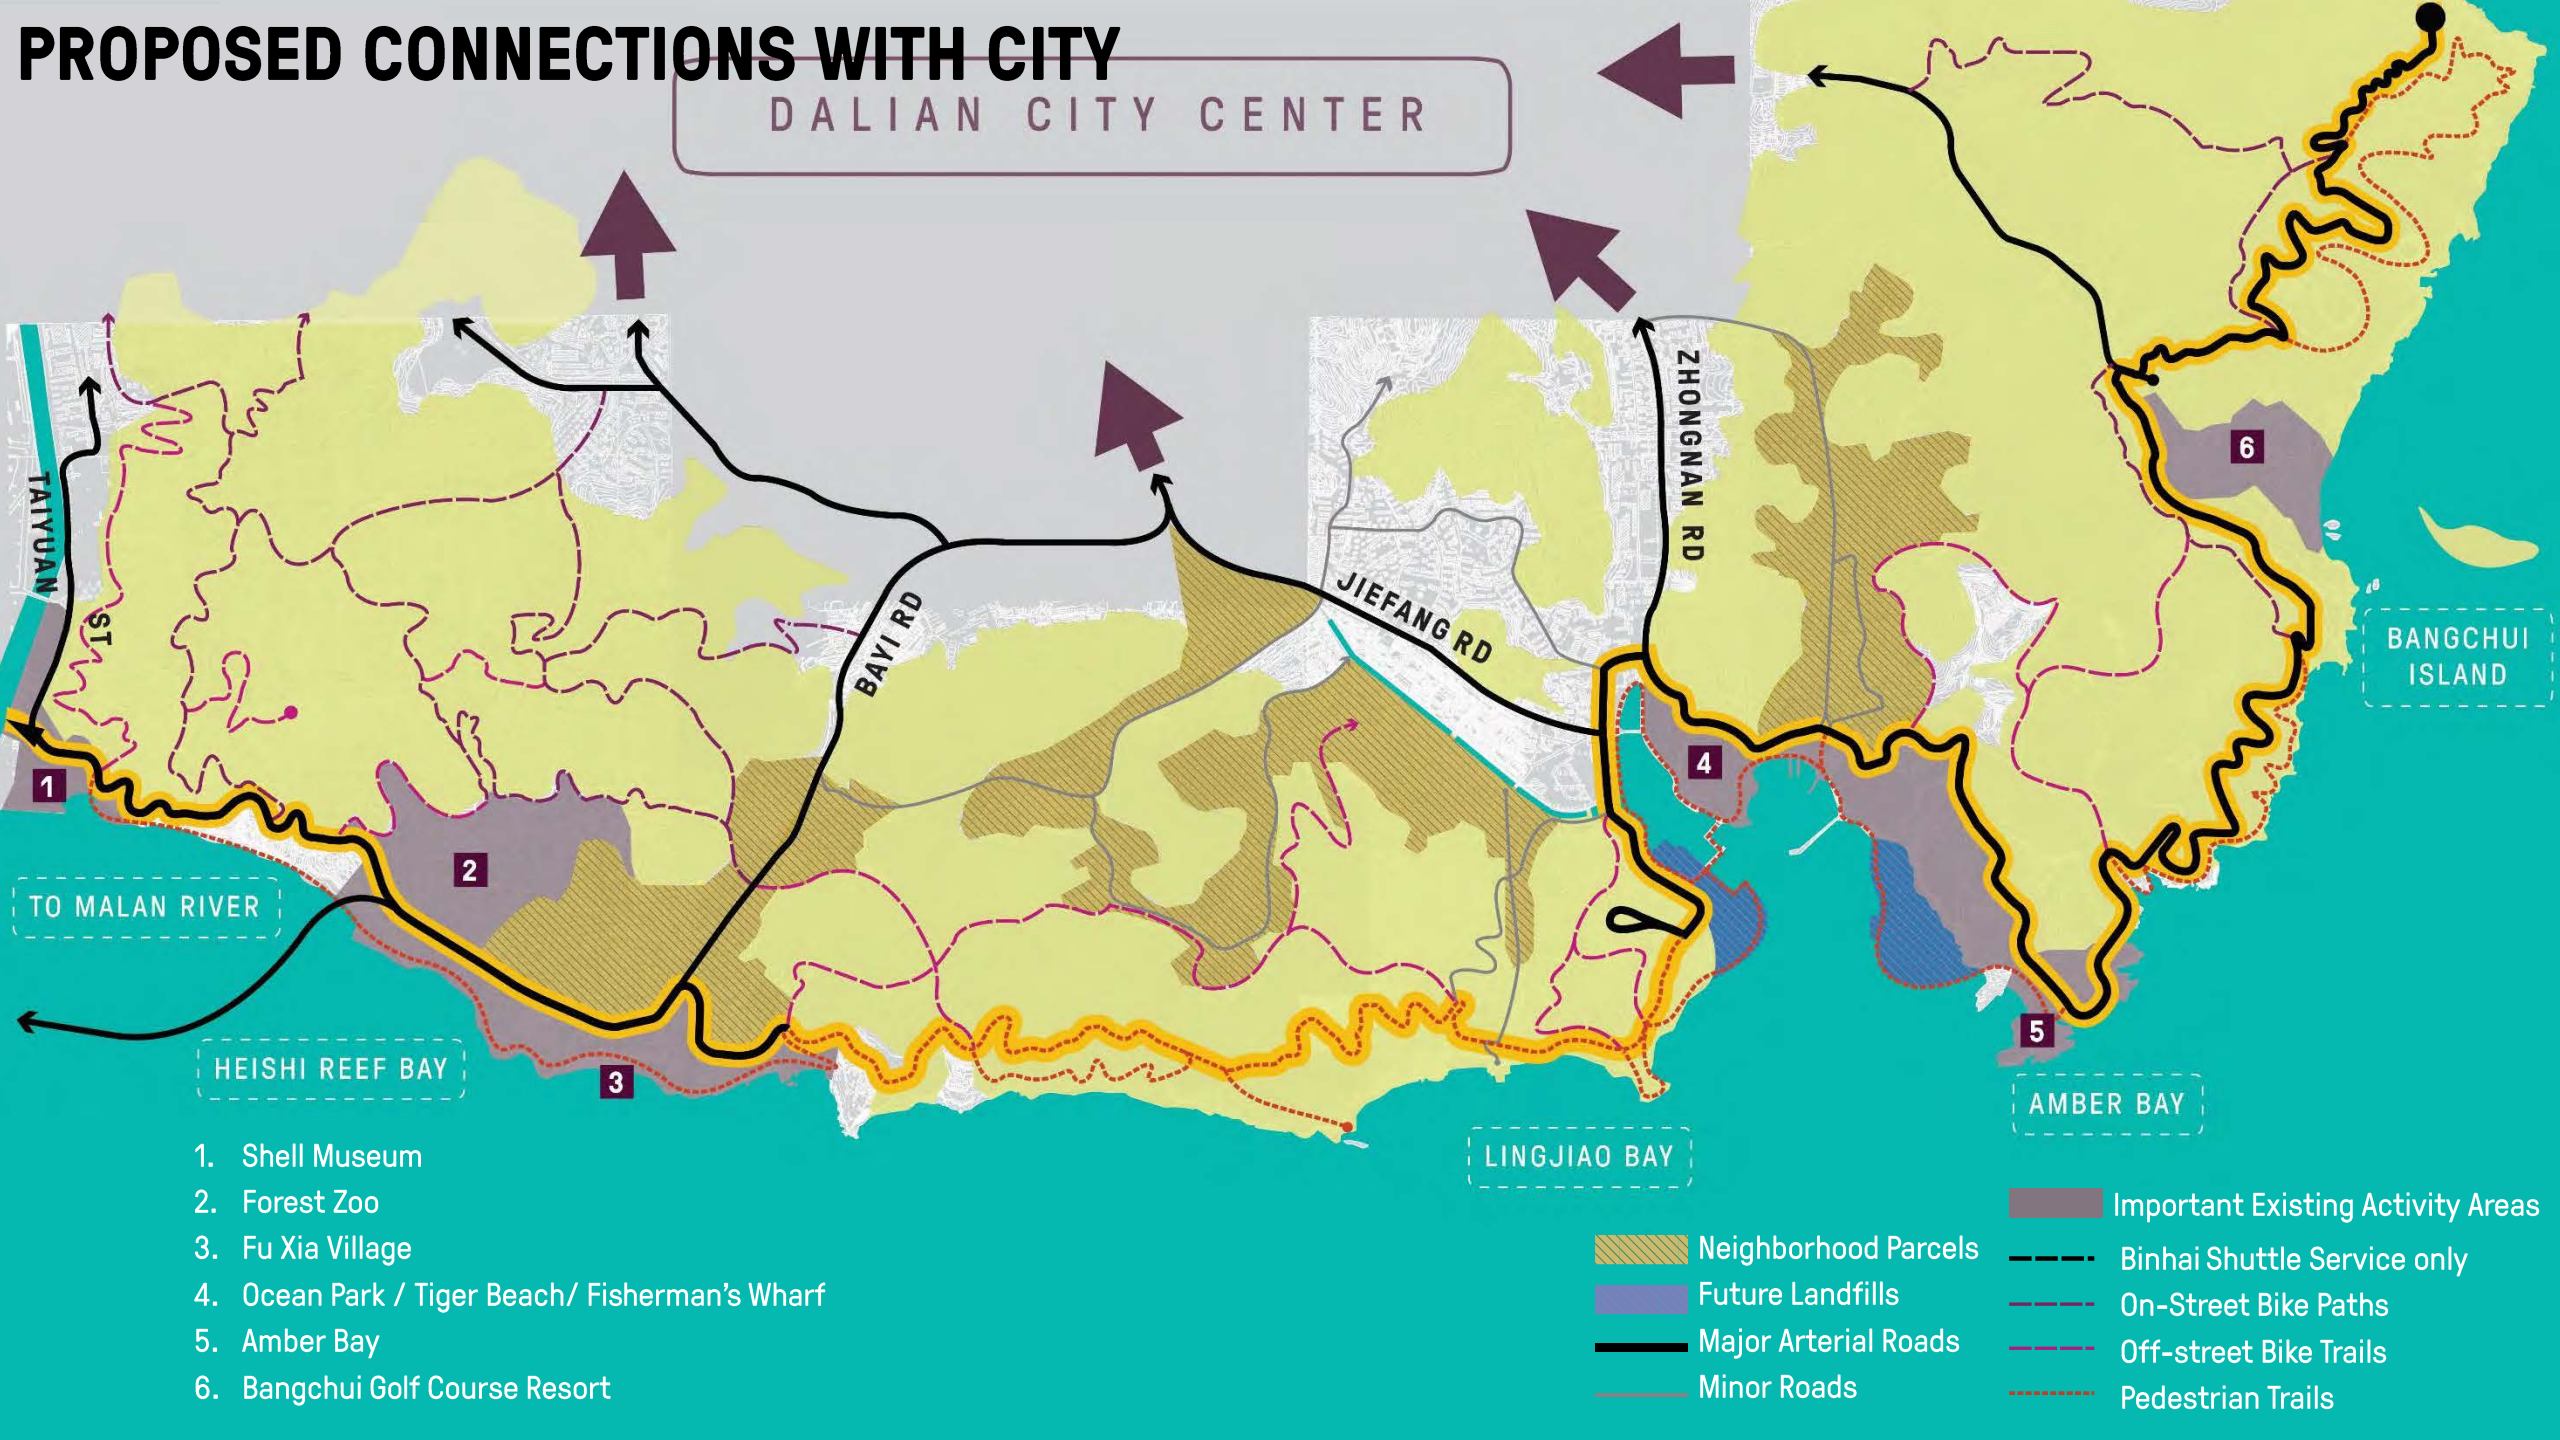 PROPOSED CONNECTIONS WITH CITY
DALIAN CITY CENTER
TAIYUAN ST
BAYI RD
JIEFANG RD
ZHONGNAN RD
6
BANGCHUI
ISLAND
1
2
4
TO MALAN RIVER
HEISHI REEF BAY
3
5
AMBER BAY
LINGJIAO BAY
1. Shell Museum
2. Forest Zoo
3. Fu Xia Village
4. Ocean Park / Tiger Beach/ Fisherman's Wharf
5. Amber Bay
6. Bangchui Golf Course Resort
Neighborhood Parcels
Future Landfills
Major Arterial Roads
Minor Roads
Important Existing Activity Areas
Binhai Shuttle Service only
On-Street Bike Paths
Off-street Bike Trails
Pedestrian Trails